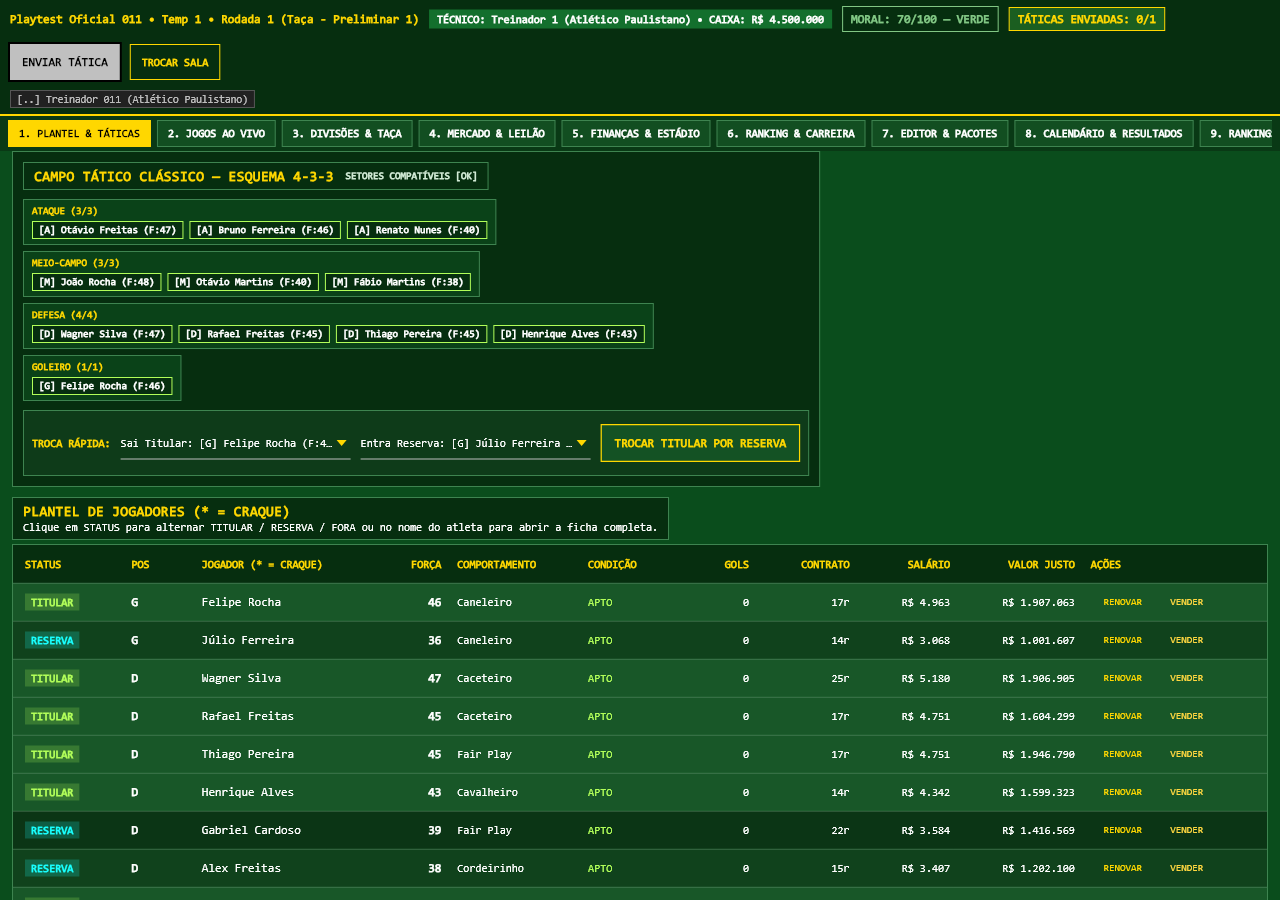 Playtest Oficial 011 • Temp 1 • Rodada 1 (Taça - Preliminar 1) TÉCNICO: Treinador 1 (Atlético Paulistano) • CAIXA: R$ 4.500.000 MORAL: 70/100 — VERDE TÁTICAS ENVIADAS: 0/1
ENVIAR TÁTICA TROCAR SALA
[..] Treinador 011 (Atlético Paulistano)
1. PLANTEL & TÁTICAS 2. JOGOS AO VIVO 3. DIVISÕES & TAÇA 4. MERCADO & LEILÃO 5. FINANÇAS & ESTÁDIO 6. RANKING & CARREIRA 7. EDITOR & PACOTES 8. CALENDÁRIO & RESULTADOS 9. RANKING
CAMPO TÁTICO CLÁSSICO — ESQUEMA 4-3-3 SETORES COMPATÍVEIS [OK]
ATAQUE (3/3)
[A] Otávio Freitas (F:47) [A] Bruno Ferreira (F:46) [A] Renato Nunes (F:40)
MEIO-CAMPO (3/3)
[M] João Rocha (F:48) [M] Otávio Martins (F:40) [M] Fábio Martins (F:38)
DEFESA (4/4)
[D] Wagner Silva (F:47) [D] Rafael Freitas (F:45) [D] Thiago Pereira (F:45) [D] Henrique Alves (F:43)
GOLEIRO (1/1)
[G] Felipe Rocha (F:46)
TROCA RÁPIDA: Sai Titular: [G] Felipe Rocha (F:4… Entra Reserva: [G] Júlio Ferreira … TROCAR TITULAR POR RESERVA
PLANTEL DE JOGADORES (* = CRAQUE)
Clique em STATUS para alternar TITULAR / RESERVA / FORA ou no nome do atleta para abrir a ficha completa.
STATUS POS JOGADOR (* = CRAQUE) FORÇA COMPORTAMENTO CONDIÇÃO GOLS CONTRATO SALÁRIO VALOR JUSTO AÇÕES
TITULAR G Felipe Rocha 46 Caneleiro APTO 0 17r R$ 4.963 R$ 1.907.063 RENOVAR VENDER
RESERVA G Júlio Ferreira 36 Caneleiro APTO 0 14r R$ 3.068 R$ 1.001.607 RENOVAR VENDER
TITULAR D Wagner Silva 47 Caceteiro APTO 0 25r R$ 5.180 R$ 1.906.905 RENOVAR VENDER
TITULAR D Rafael Freitas 45 Caceteiro APTO 0 17r R$ 4.751 R$ 1.604.299 RENOVAR VENDER
TITULAR D Thiago Pereira 45 Fair Play APTO 0 17r R$ 4.751 R$ 1.946.790 RENOVAR VENDER
TITULAR D Henrique Alves 43 Cavalheiro APTO 0 14r R$ 4.342 R$ 1.599.323 RENOVAR VENDER
RESERVA D Gabriel Cardoso 39 Fair Play APTO 0 22r R$ 3.584 R$ 1.416.569 RENOVAR VENDER
RESERVA D Alex Freitas 38 Cordeirinho APTO 0 15r R$ 3.407 R$ 1.202.100 RENOVAR VENDER